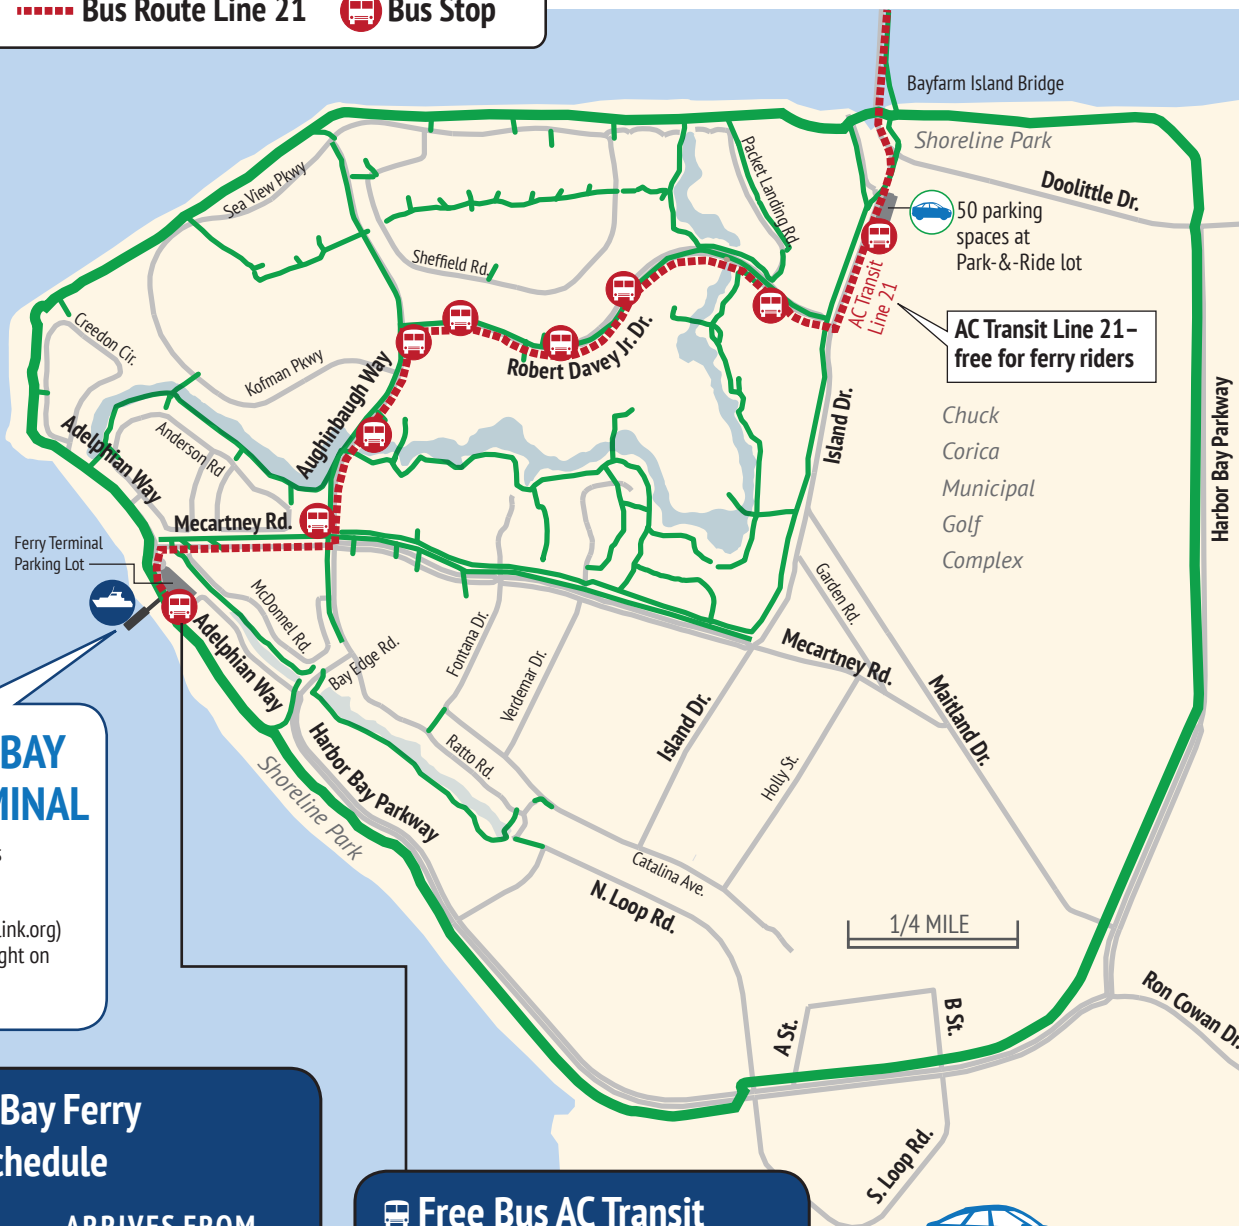 Bus Route Line 21
Bus Stop
Bayfarm Island Bridge
Shoreline Park
Doolittle Dr.
Packet Landing Rd.
50 parking
spaces at
Park-&-Ride lot
Sea View Pkwy
Sheffield Rd.
AC Transit
Line 21
AC Transit Line 21–
free for ferry riders
Creedon Cir.
Kofman Pkwy
Robert Davey Jr. Dr.
Aughinbaugh Way
Island Dr.
Harbor Bay Parkway
Chuck
Corica
Municipal
Golf
Complex
Adelphian Way
Anderson Rd
Mecartney Rd.
Ferry Terminal
Parking Lot
McDonnel Rd.
Adelphian Way
Bay Edge Rd.
Fontana Dr.
Verdemar Dr.
Garden Rd.
Mecartney Rd.
Maitland Dr.
Island Dr.
Holly St.
Ratto Rd.
Harbor Bay Parkway
Shoreline Park
BAY
MINAL
s
ink.org)
ght on
Catalina Ave.
N. Loop Rd.
1/4 MILE
A St.
B St.
Ron Cowan Dr.
S. Loop Rd.
Bay Ferry
chedule
ARRIVES FROM
Free Bus AC Transit